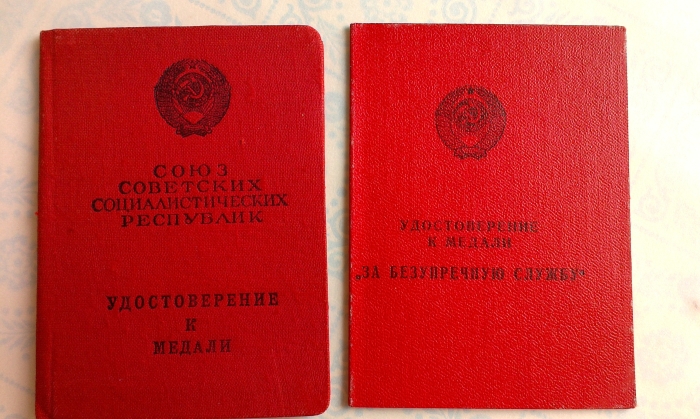 СОЮЗ
СОВЕТСКИХ
СОЦИАЛИСТИЧЕСКИХ
РЕСПУБЛИК
УДОСТОВЕРЕНИЕ
К
МЕДАЛИ
УДОСТОВЕРЕНИЕ
К МЕДАЛИ
„ЗА БЕЗУПРЕЧНУЮ СЛУЖБУ"